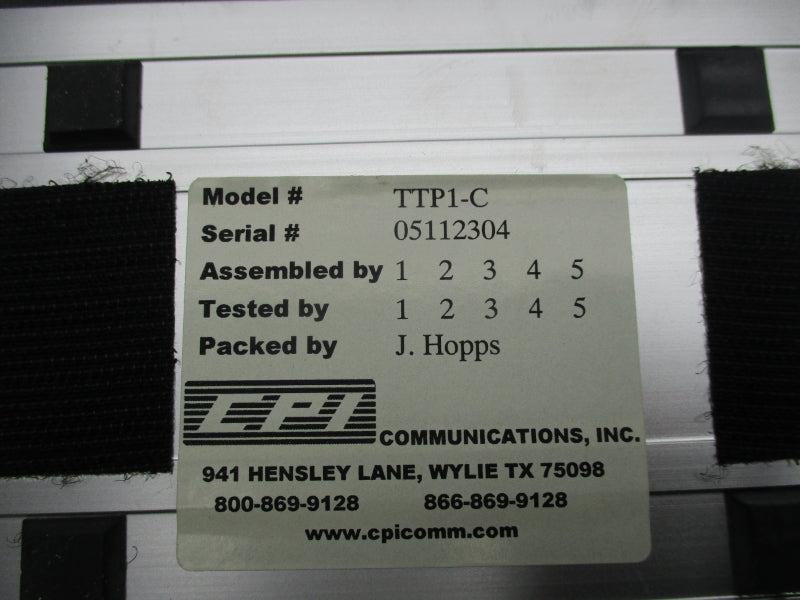 Model # TTP1-C
Serial # 05112304
Assembled by 1 2 3 4 5
Tested by 1 2 3 4 5
Packed by J. Hopps
CPI COMMUNICATIONS, INC.
941 HENSLEY LANE, WYLIE TX 75098
800-869-9128 866-869-9128
www.cpicomm.com